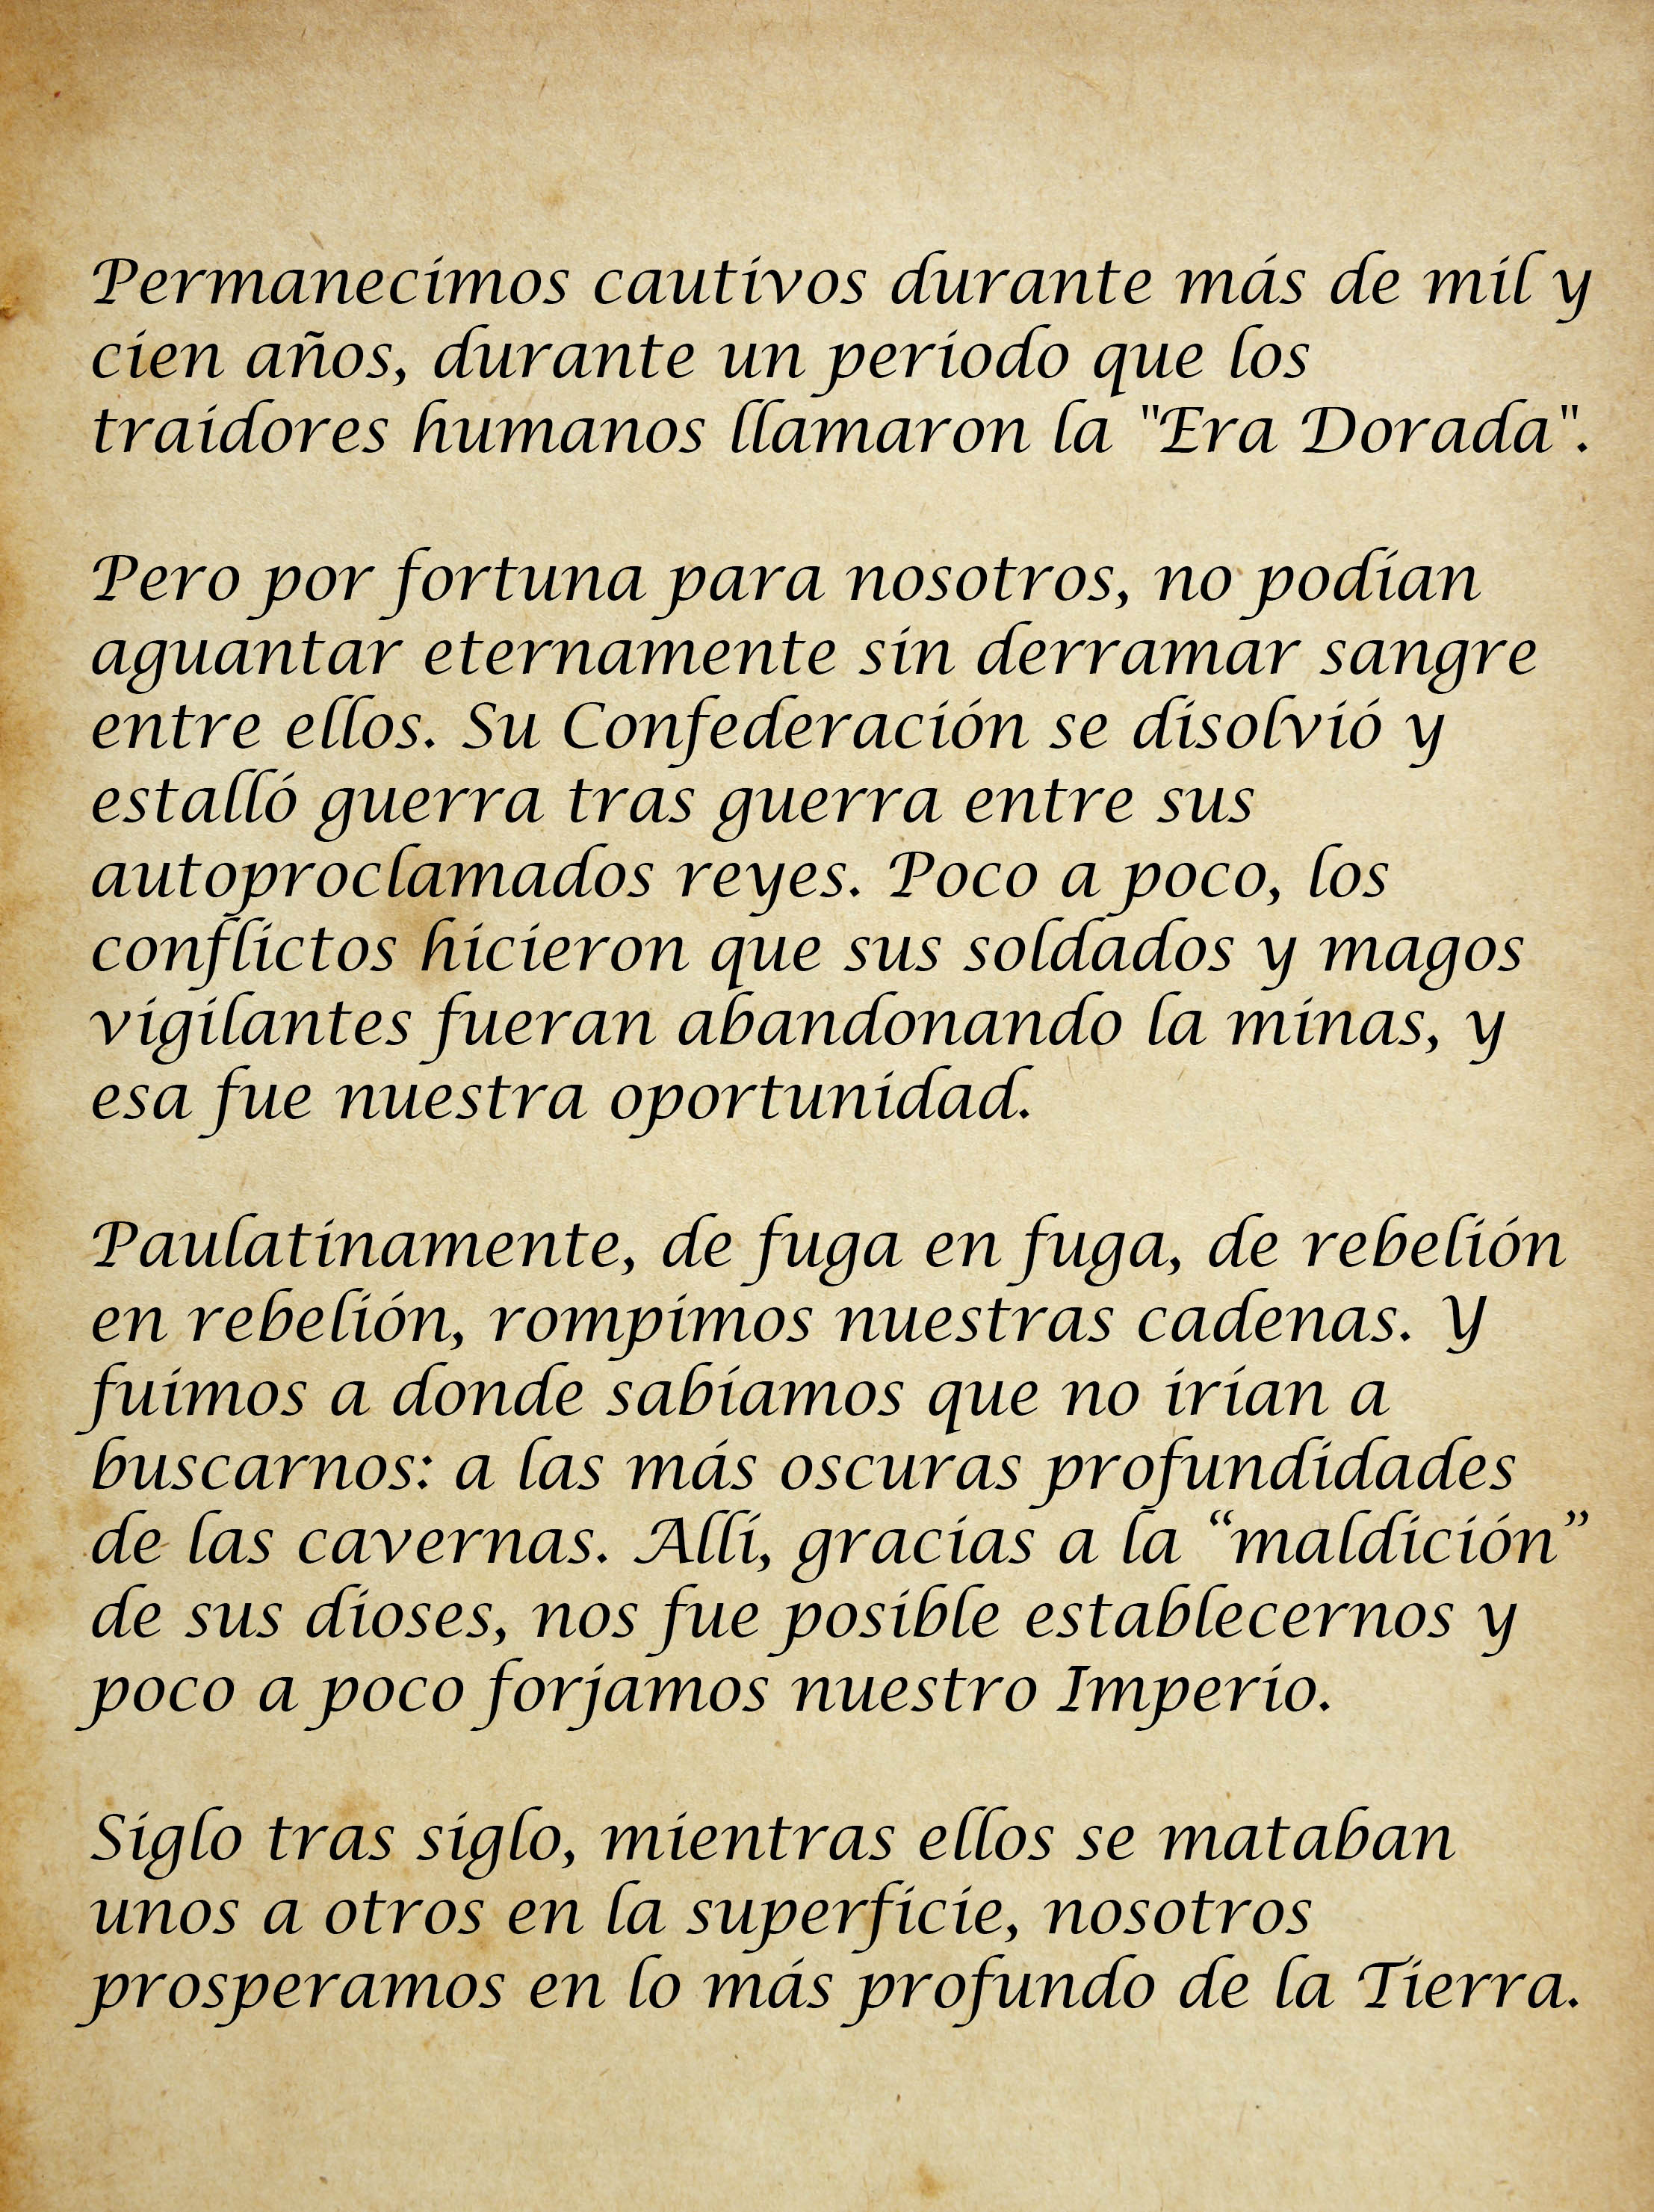 Permanecimos cautivos durante más de mil y
cien años, durante un periodo que los
traidores humanos llamaron la "Era Dorada".
Pero por fortuna para nosotros, no podían
aguantar eternamente sin derramar sangre
entre ellos. Su Confederación se disolvió y
estalló guerra tras guerra entre sus
autoproclamados reyes. Poco a poco, los
conflictos hicieron que sus soldados y magos
vigilantes fueran abandonando la minas, y
esa fue nuestra oportunidad.
Paulatinamente, de fuga en fuga, de rebelión
en rebelión, rompimos nuestras cadenas. Y
fuimos a donde sabíamos que no irían a
buscarnos: a las más oscuras profundidades
de las cavernas. Allí, gracias a la “maldición”
de sus dioses, nos fue posible establecernos y
poco a poco forjamos nuestro Imperio.
Siglo tras siglo, mientras ellos se mataban
unos a otros en la superficie, nosotros
prosperamos en lo más profundo de la Tierra.